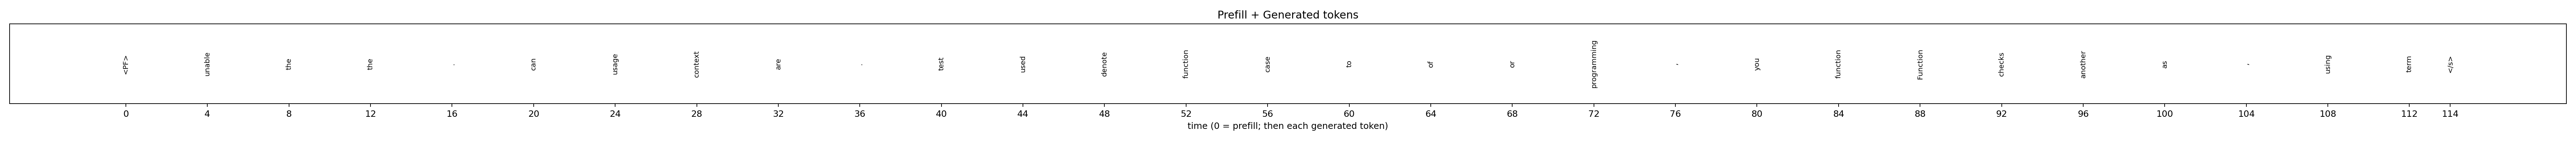 Prefill + Generated tokens
<PF> unable the the . can usage context are . test used denote function case to of or programming - you function Function checks another as - using term </s>
0 4 8 12 16 20 24 28 32 36 40 44 48 52 56 60 64 68 72 76 80 84 88 92 96 100 104 108 112 114
time (0 = prefill; then each generated token)